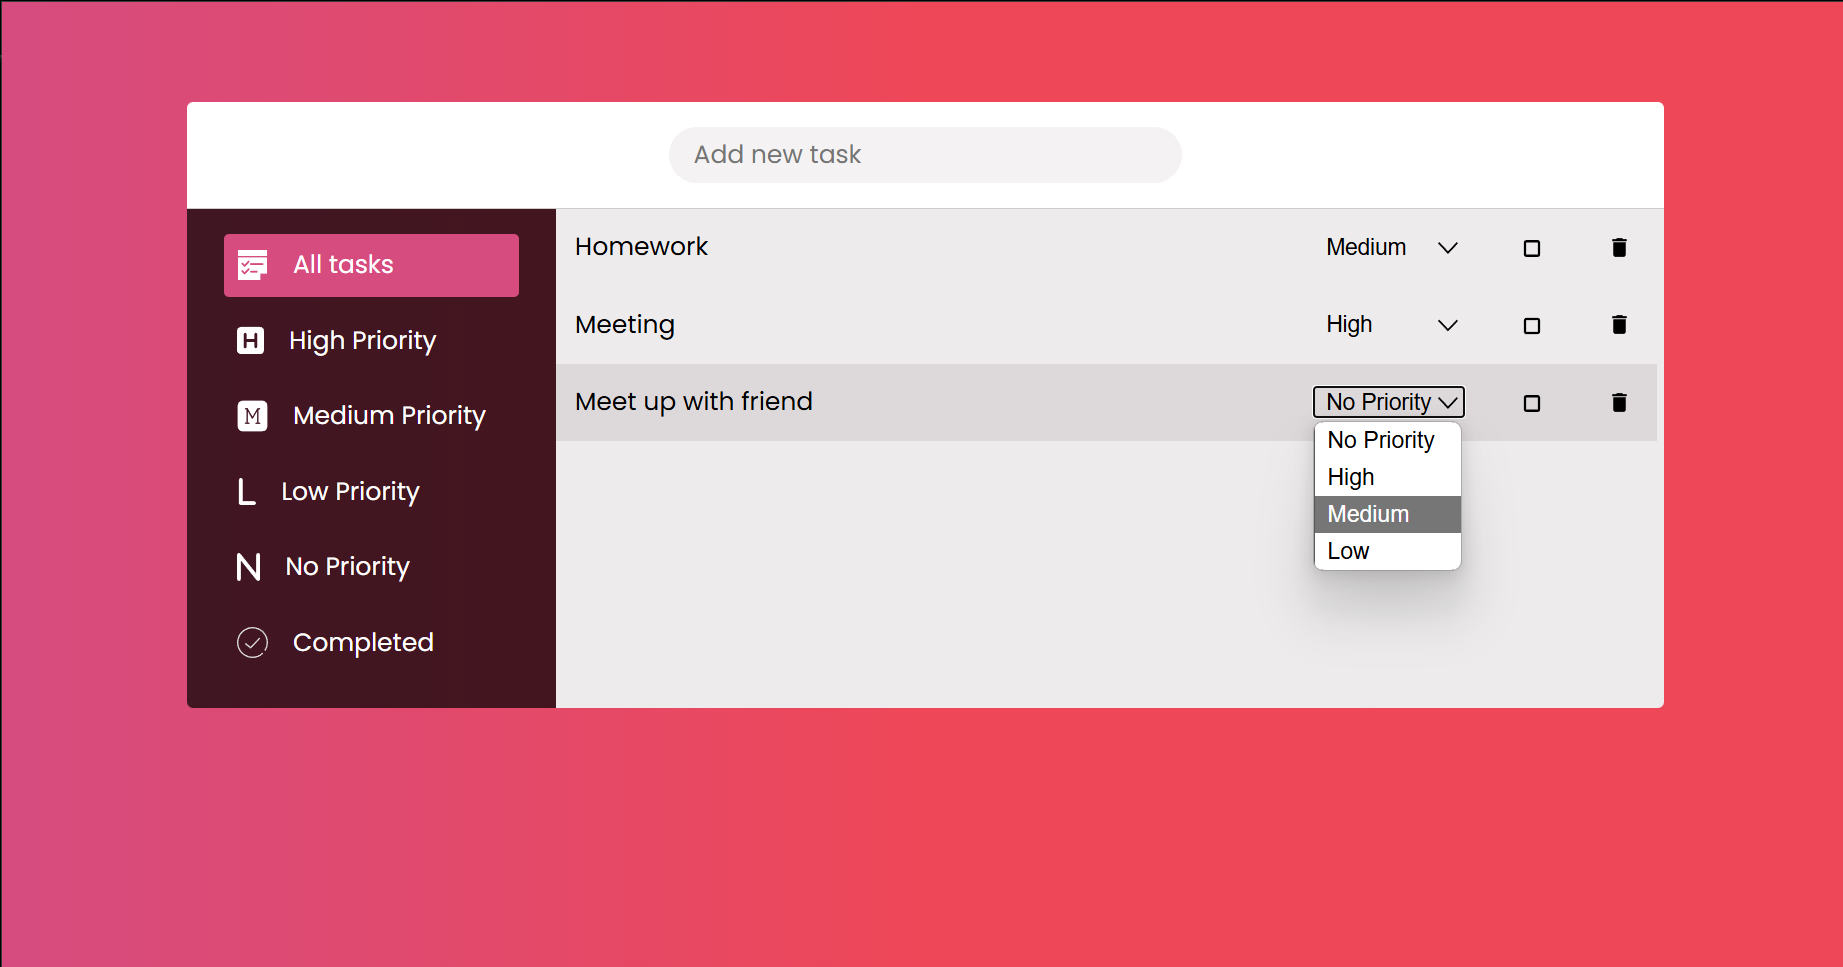 Add new task
All tasks
H High Priority
M Medium Priority
L Low Priority
N No Priority
Completed
Homework Medium
Meeting High
Meet up with friend No Priority
No Priority
High
Medium
Low